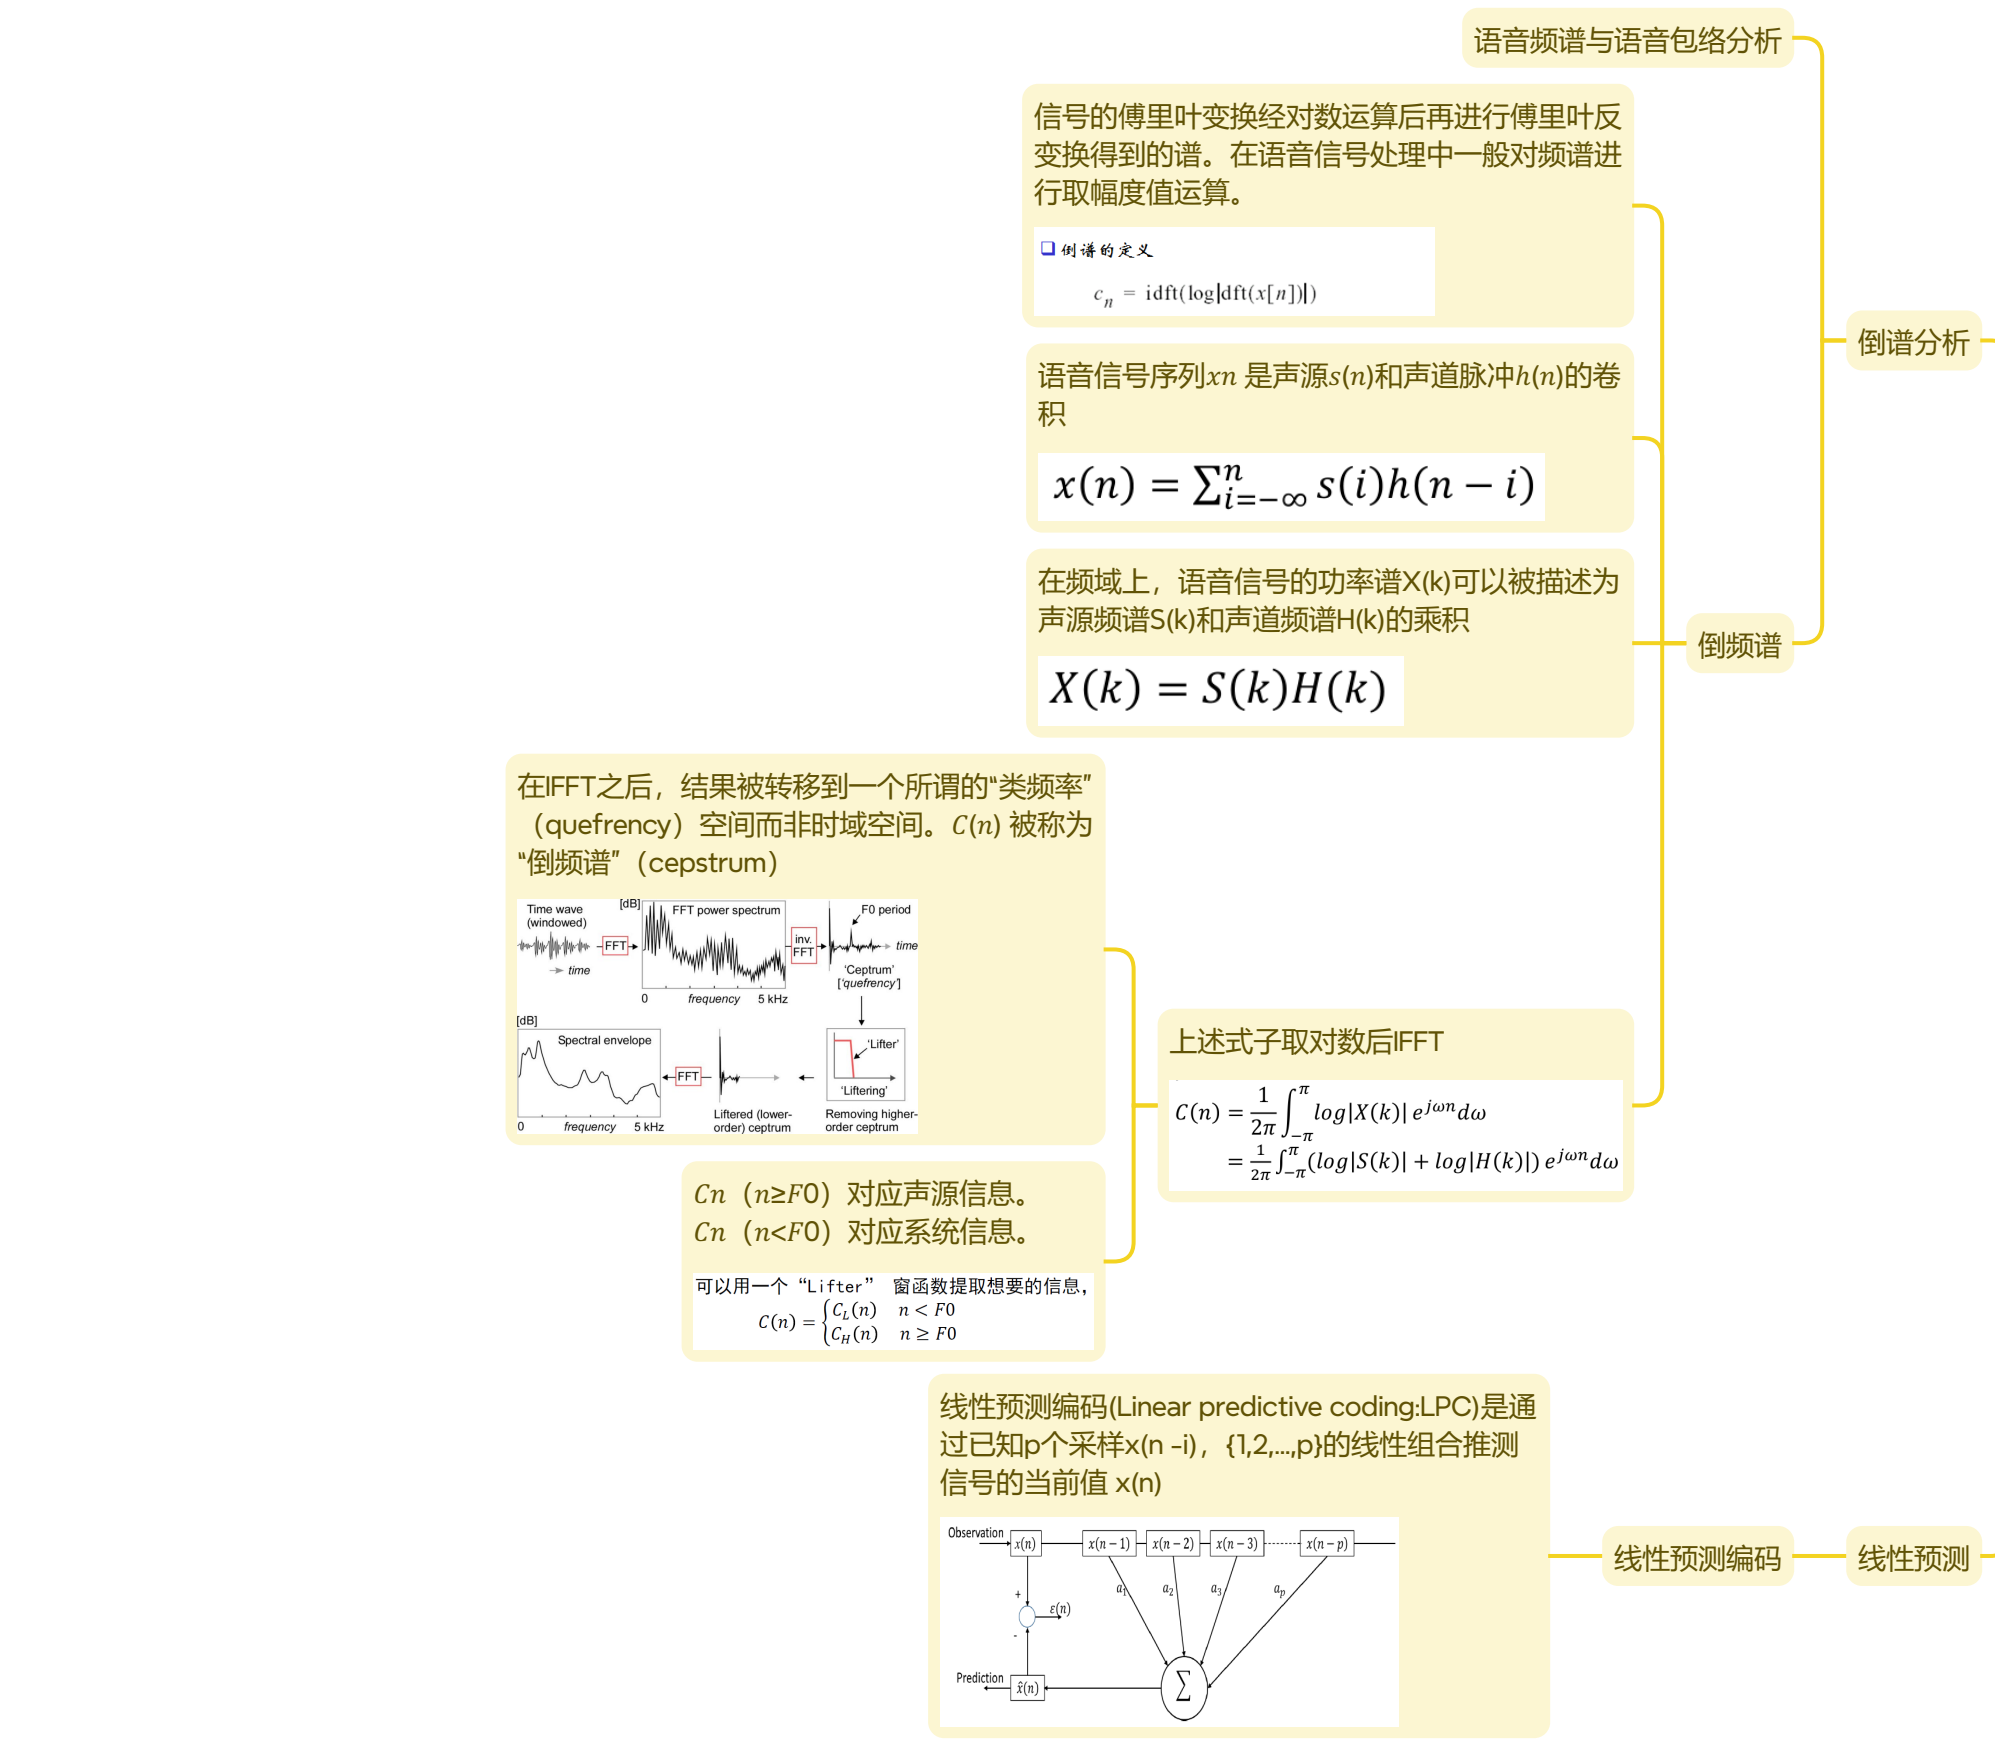 语音频谱与语音包络分析
信号的傅里叶变换经对数运算后再进行傅里叶反
变换得到的谱。在语音信号处理中一般对频谱进
行取幅度值运算。
❑ 倒谱的定义
cₙ = idft(log|dft(x[n])|)
倒谱分析
语音信号序列xn 是声源s(n)和声道脉冲h(n)的卷
积
x(n) = ∑ⁿᵢ₌₋∞ s(i)h(n − i)
在频域上，语音信号的功率谱X(k)可以被描述为
声源频谱S(k)和声道频谱H(k)的乘积
X(k) = S(k)H(k)
倒频谱
在IFFT之后，结果被转移到一个所谓的“类频率”
（quefrency）空间而非时域空间。C(n) 被称为
“倒频谱”（cepstrum）
Time wave
(windowed)
time
FFT
[dB]
FFT power spectrum
0 frequency 5 kHz
inv.
FFT
F0 period
time
'Ceptrum'
['quefrency']
[dB]
Spectral envelope
0 frequency 5 kHz
FFT
Liftered (lower-
order) ceptrum
'Lifter'
'Liftering'
Removing higher-
order ceptrum
上述式子取对数后IFFT
C(n) = 1/2π ∫_{−π}^{π} log|X(k)| e^{jωn}dω
= 1/2π ∫_{−π}^{π}(log|S(k)| + log|H(k)|) e^{jωn}dω
Cn（n≥F0）对应声源信息。
Cn（n<F0）对应系统信息。
可以用一个“Lifter” 窗函数提取想要的信息，
C(n) = { C_L(n) n < F0
C_H(n) n ≥ F0
线性预测编码(Linear predictive coding:LPC)是通
过已知p个采样x(n -i)，{1,2,...,p}的线性组合推测
信号的当前值 x(n)
Observation
x(n) x(n − 1) x(n − 2) x(n − 3) x(n − p)
a₁ a₂ a₃ aₚ
+
ε(n)
-
Prediction
x̂(n)
∑
线性预测编码
线性预测